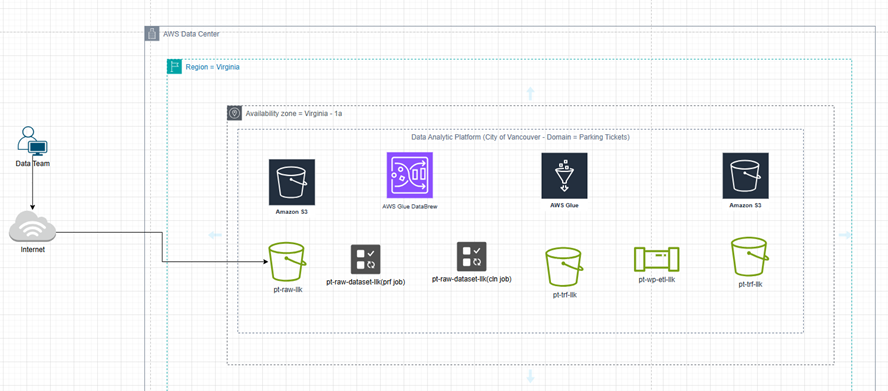 AWS Data Center
Region = Virginia
Availability zone = Virginia - 1a
Data Analytic Platform (City of Vancouver - Domain = Parking Tickets)
Data Team
Amazon S3
AWS Glue DataBrew
AWS Glue
Amazon S3
Internet
pt-raw-llk
pt-raw-dataset-llk(prf job)
pt-raw-dataset-llk(cln job)
pt-trf-llk
pt-wp-etl-llk
pt-trf-llk